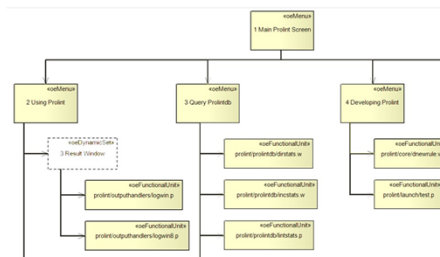 «oeMenu»
1 Main Prolint Screen
«oeMenu»
2 Using Prolint
«oeMenu»
3 Query Prolintdb
«oeMenu»
4 Developing Prolint
«oeDynamicSet»
3 Result Window
«oeFunctionalUnit»
prolint/outputhandlers/logwin.p
«oeFunctionalUnit»
prolint/outputhandlers/logwin8.p
«oeFunctionalUnit»
prolint/prolintdb/dirstats.w
«oeFunctionalUnit»
prolint/prolintdb/incstats.w
«oeFunctionalUnit»
prolint/prolintdb/lintstats.p
«oeFunctionalUnit»
prolint/core/dnewrule.w
«oeFunctionalUnit»
prolint/launch/test.p